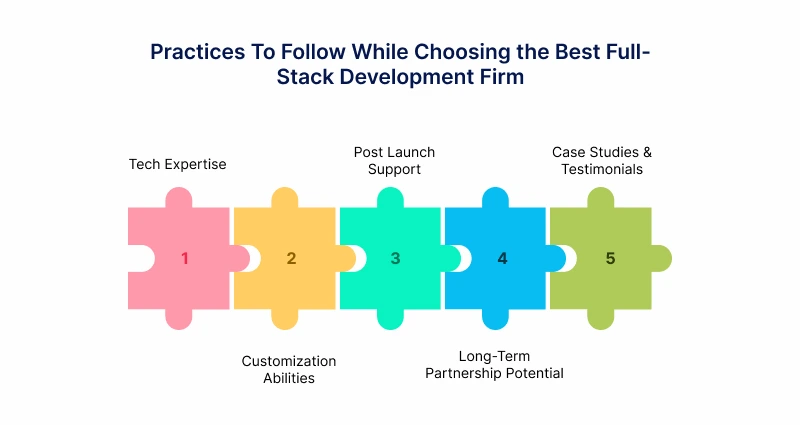 Practices To Follow While Choosing the Best Full-
Stack Development Firm
Tech Expertise
Post Launch
Support
Case Studies &
Testimonials
1
2
3
4
5
Customization
Abilities
Long-Term
Partnership Potential